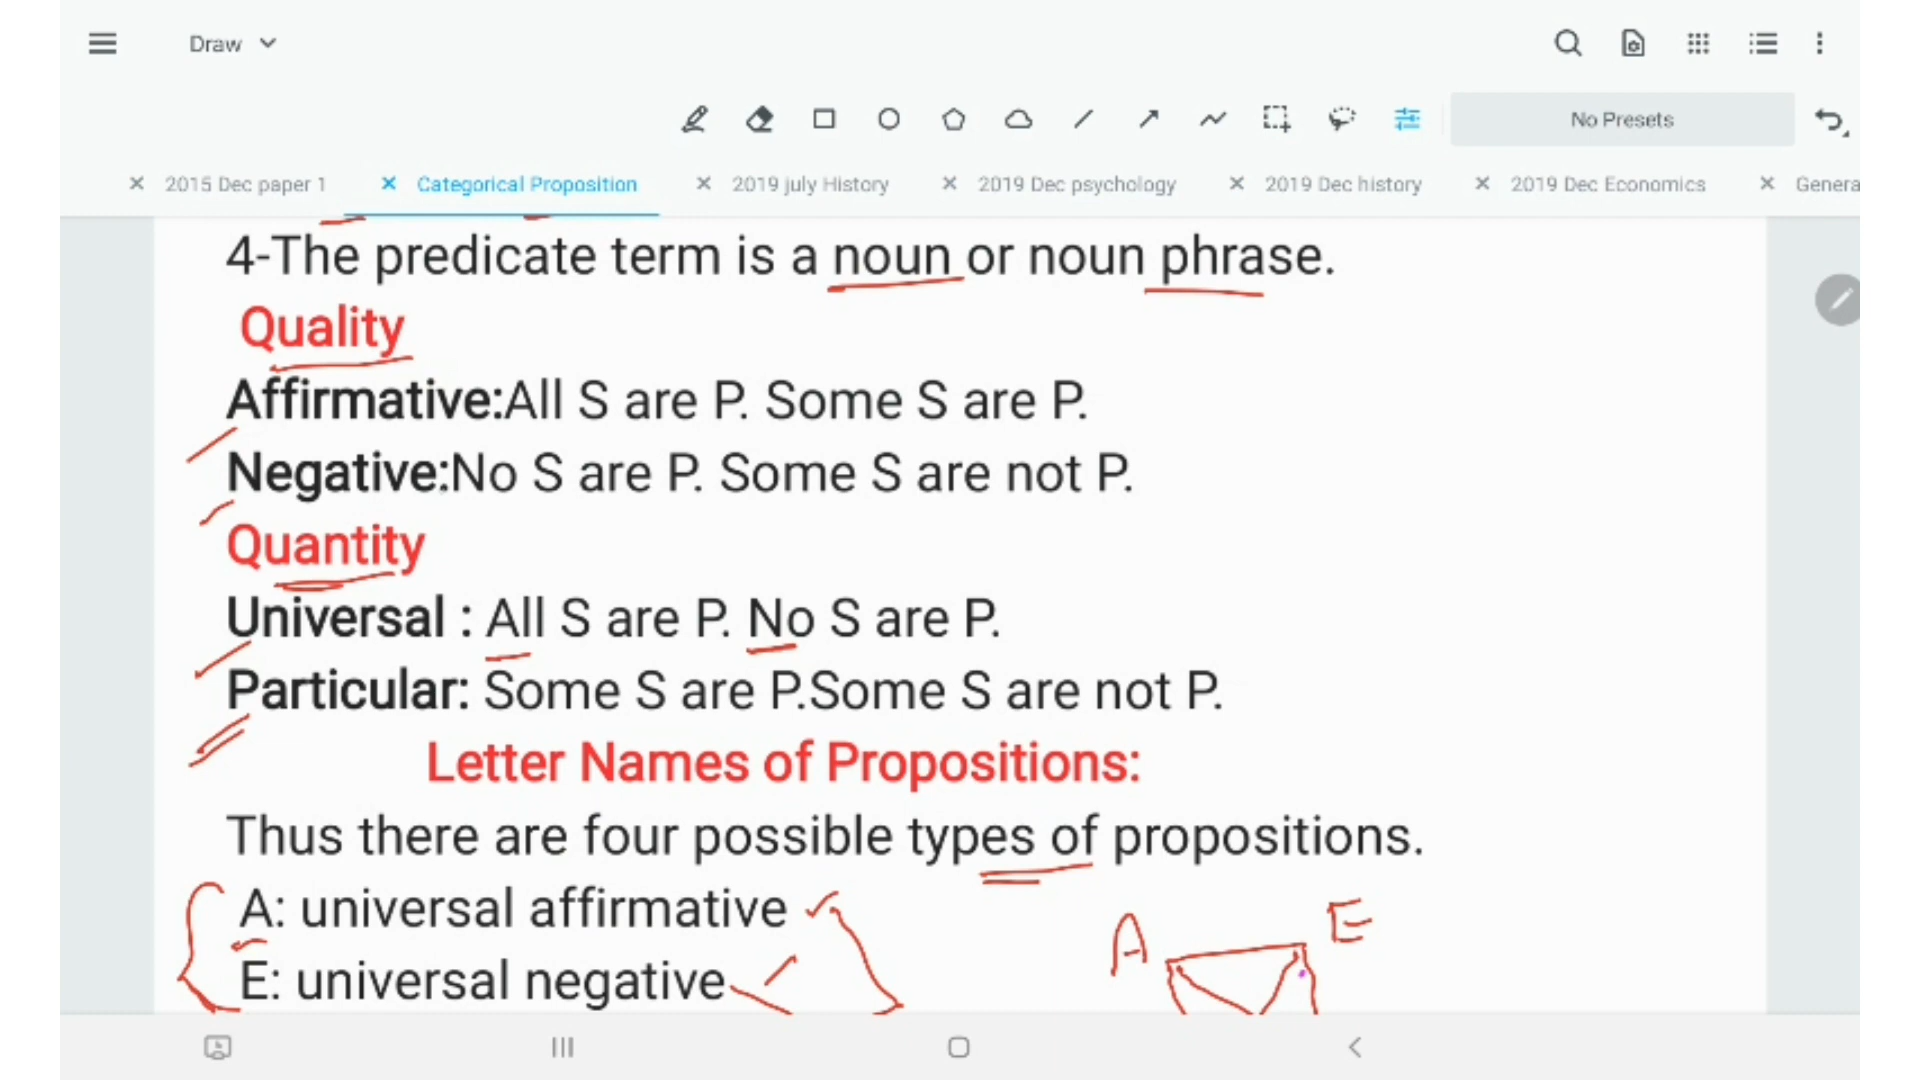 Draw
No Presets
2015 Dec paper 1
Categorical Proposition
2019 july History
2019 Dec psychology
2019 Dec history
2019 Dec Economics
Genera
4-The predicate term is a noun or noun phrase.
Quality
Affirmative:All S are P. Some S are P.
Negative:No S are P. Some S are not P.
Quantity
Universal : All S are P. No S are P.
Particular: Some S are P.Some S are not P.
Letter Names of Propositions:
Thus there are four possible types of propositions.
A: universal affirmative
A E
E: universal negative